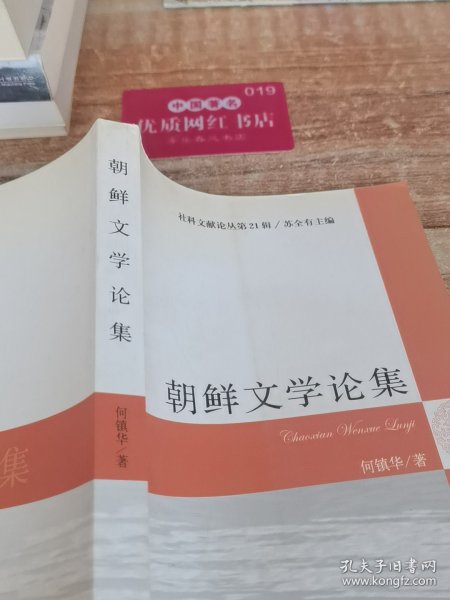 019
中国著名
优质网红书店
社科文献论丛第21辑／苏全有主编
朝鲜文学论集
Chaoxian Wenxue Lunji
何镇华／著
朝鲜文学论集
何镇华／著
集
孔夫子旧书网
www.kongfz.com